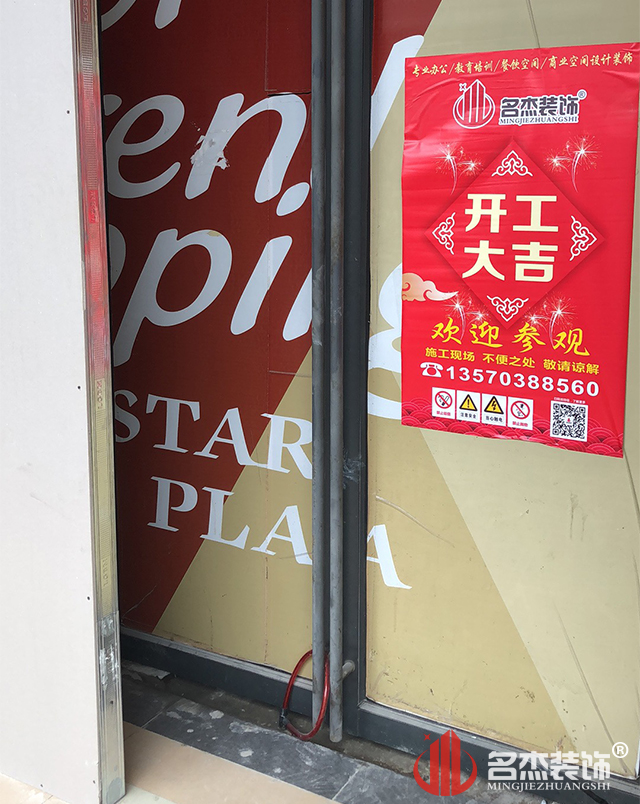 专业办公/教育培训/餐饮空间/商业空间设计装饰
名杰装饰®
MINGJIEZHUANGSHI
开工
大吉
欢迎参观
施工现场 不便之处 敬请谅解
☎13570388560
STAR
PLAZA
名杰装饰®
MINGJIEZHUANGSHI